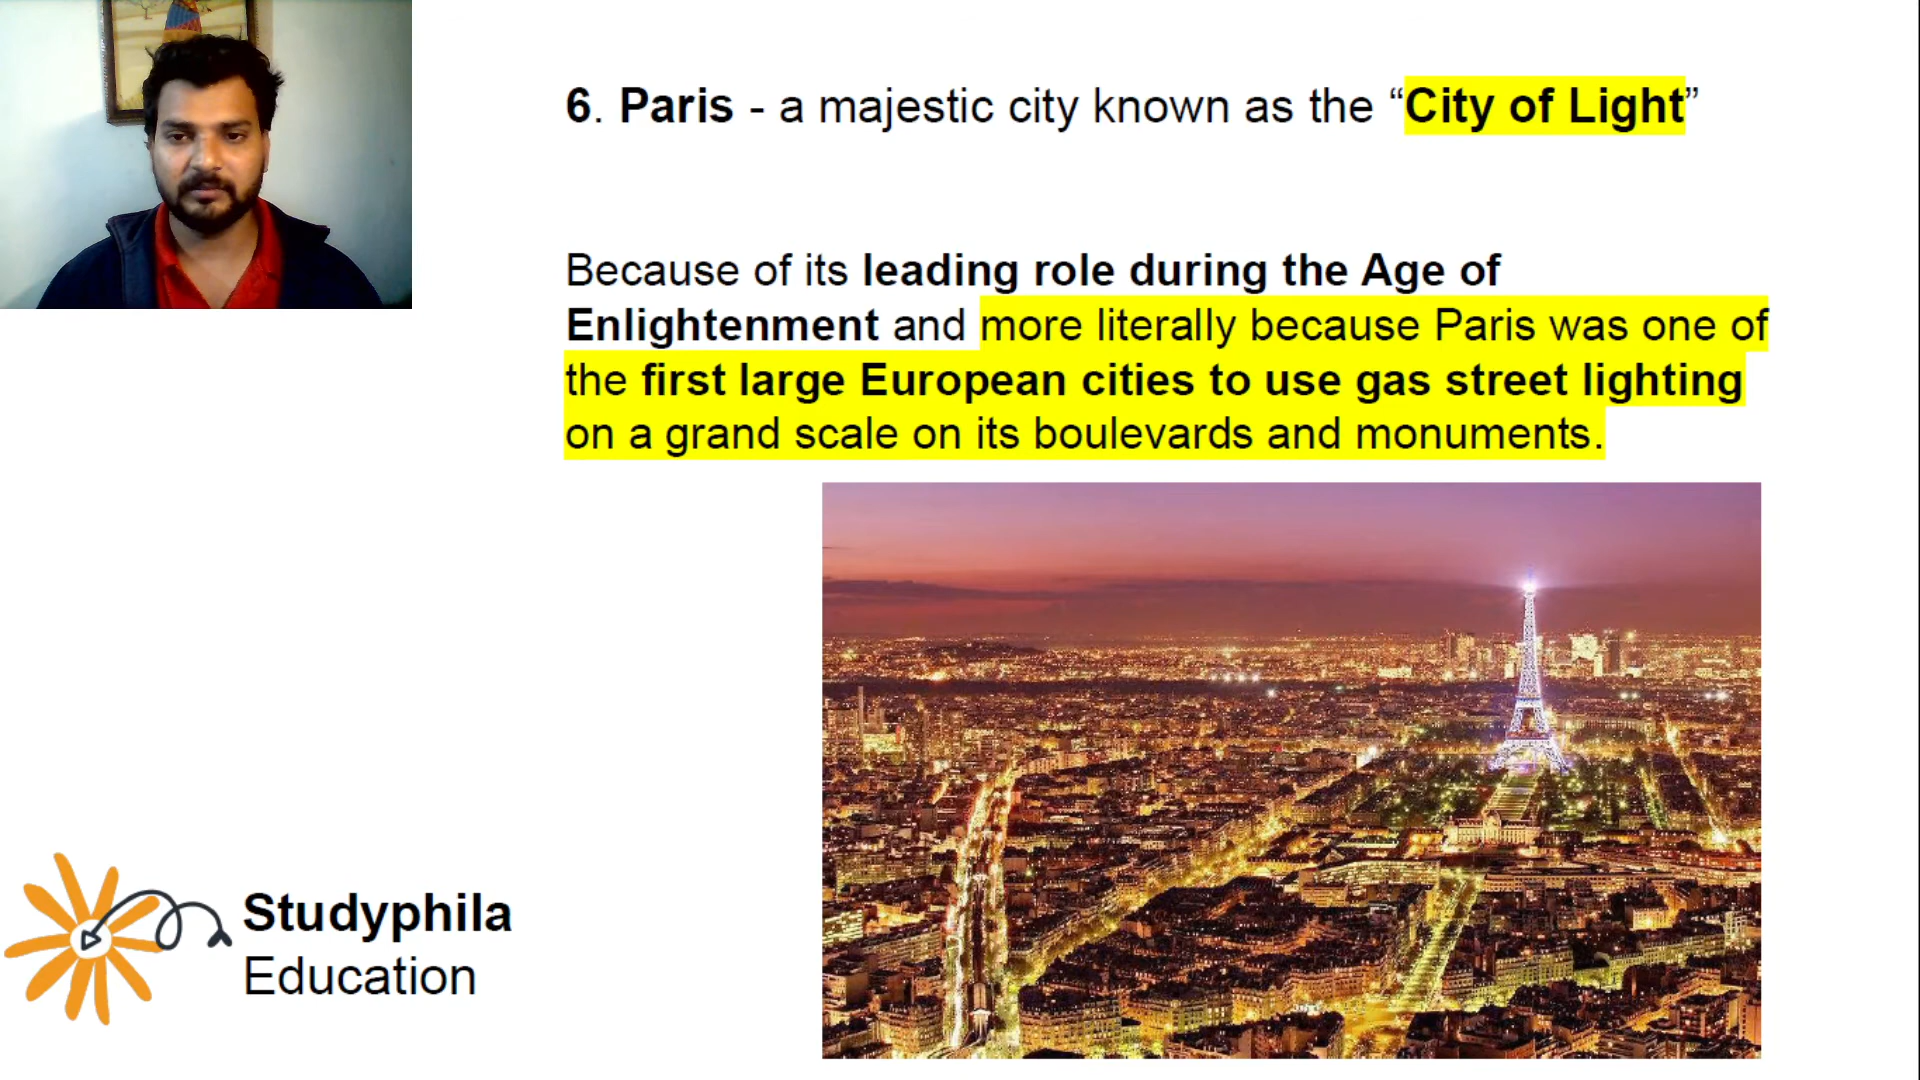 6. Paris - a majestic city known as the “City of Light”
Because of its leading role during the Age of
Enlightenment and more literally because Paris was one of
the first large European cities to use gas street lighting
on a grand scale on its boulevards and monuments.
Studyphila
Education